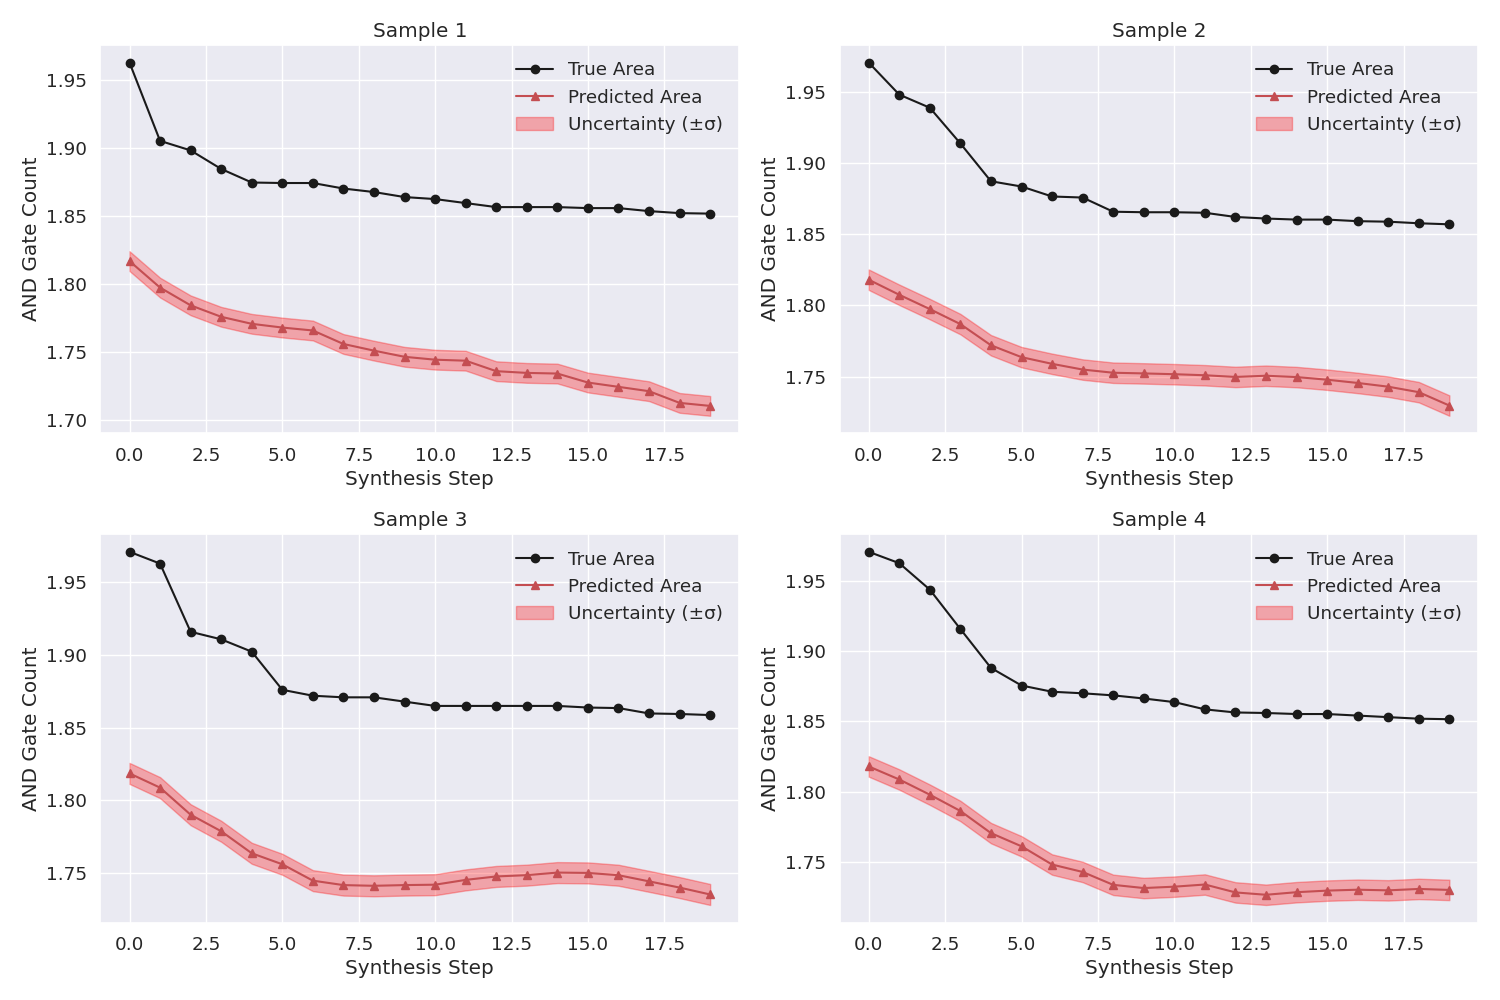 Sample 1
AND Gate Count
1.95
1.90
1.85
1.80
1.75
1.70
True Area
Predicted Area
Uncertainty (±σ)
0.0 2.5 5.0 7.5 10.0 12.5 15.0 17.5
Synthesis Step
Sample 2
AND Gate Count
1.95
1.90
1.85
1.80
1.75
True Area
Predicted Area
Uncertainty (±σ)
0.0 2.5 5.0 7.5 10.0 12.5 15.0 17.5
Synthesis Step
Sample 3
AND Gate Count
1.95
1.90
1.85
1.80
1.75
True Area
Predicted Area
Uncertainty (±σ)
0.0 2.5 5.0 7.5 10.0 12.5 15.0 17.5
Synthesis Step
Sample 4
AND Gate Count
1.95
1.90
1.85
1.80
1.75
True Area
Predicted Area
Uncertainty (±σ)
0.0 2.5 5.0 7.5 10.0 12.5 15.0 17.5
Synthesis Step